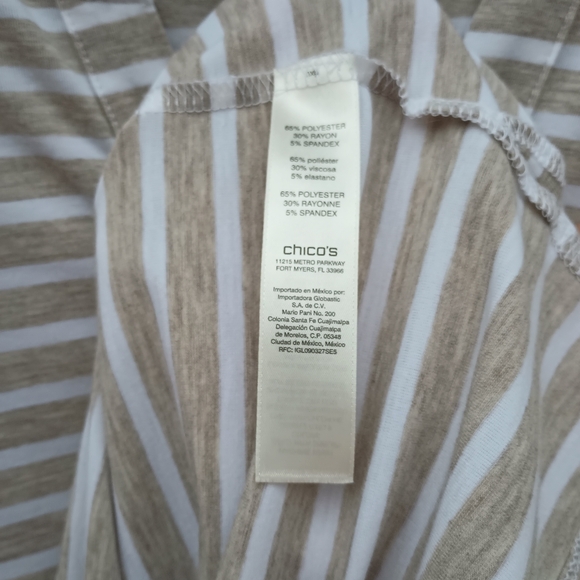 65% POLYESTER
30% RAYON
5% SPANDEX
65% poliéster
30% viscosa
5% elastano
65% POLYESTER
30% RAYONNE
5% SPANDEX
chico's
11215 METRO PARKWAY
FORT MYERS, FL 33966
Importado en México por:
Importadora Globastic
S.A. de C.V.
Mario Pani No. 200
Colonia Santa Fe Cuajimalpa
Delegación Cuajimalpa
de Morelos, C.P. 05348
Ciudad de México, México
RFC: IGL090327SE5